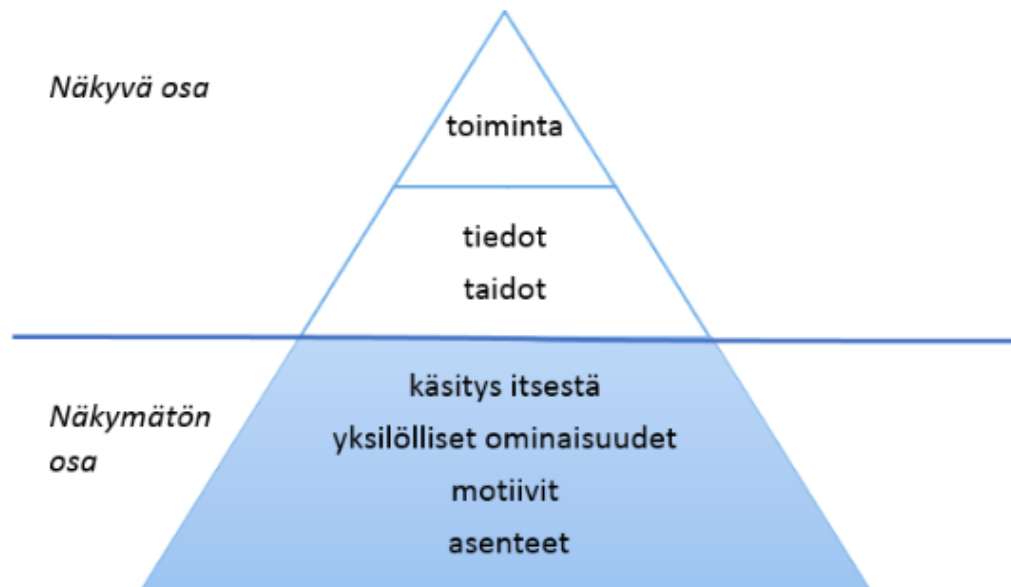 Näkyvä osa
toiminta
tiedot
taidot
Näkymätön
osa
käsitys itsestä
yksilölliset ominaisuudet
motiivit
asenteet